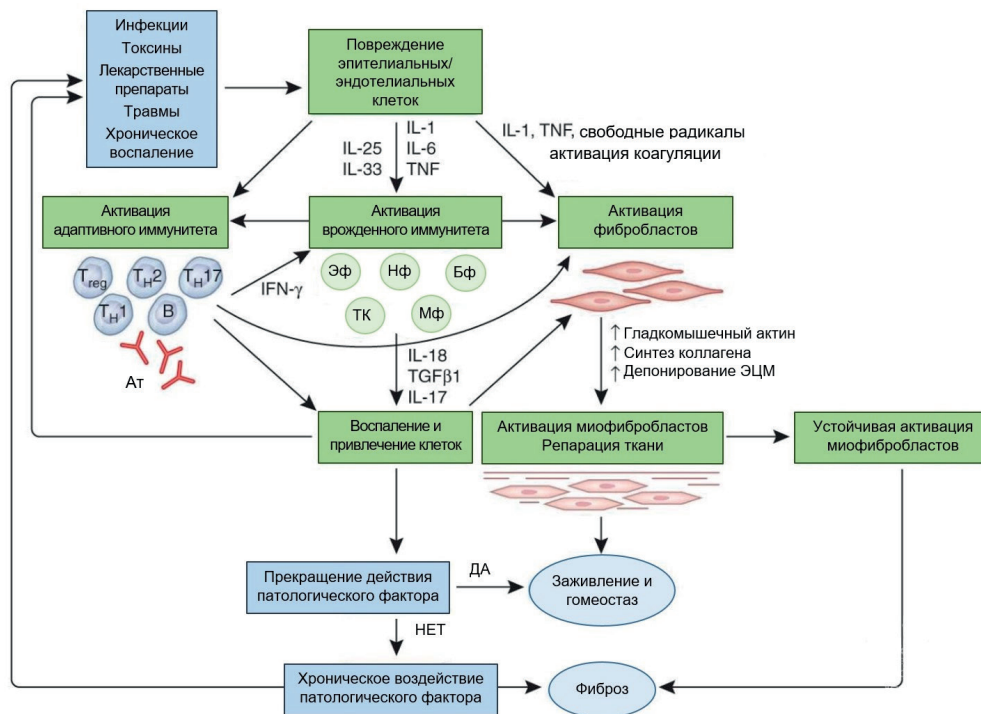 Инфекции
Токсины
Лекарственные
препараты
Травмы
Хроническое
воспаление
Повреждение
эпителиальных/
эндотелиальных
клеток
IL-25
IL-33
IL-1
IL-6
TNF
IL-1, TNF, свободные радикалы
активация коагуляции
Активация
адаптивного иммунитета
Активация
врожденного иммунитета
Активация
фибробластов
Treg
TH2
TH17
TH1
B
Ат
IFN-γ
Эф
Нф
Бф
ТК
Мф
IL-18
TGFβ1
IL-17
↑ Гладкомышечный актин
↑ Синтез коллагена
↑ Депонирование ЭЦМ
Воспаление и
привлечение клеток
Активация миофибробластов
Репарация ткани
Устойчивая активация
миофибробластов
Прекращение действия
патологического фактора
ДА
Заживление и
гомеостаз
НЕТ
Хроническое воздействие
патологического фактора
Фиброз